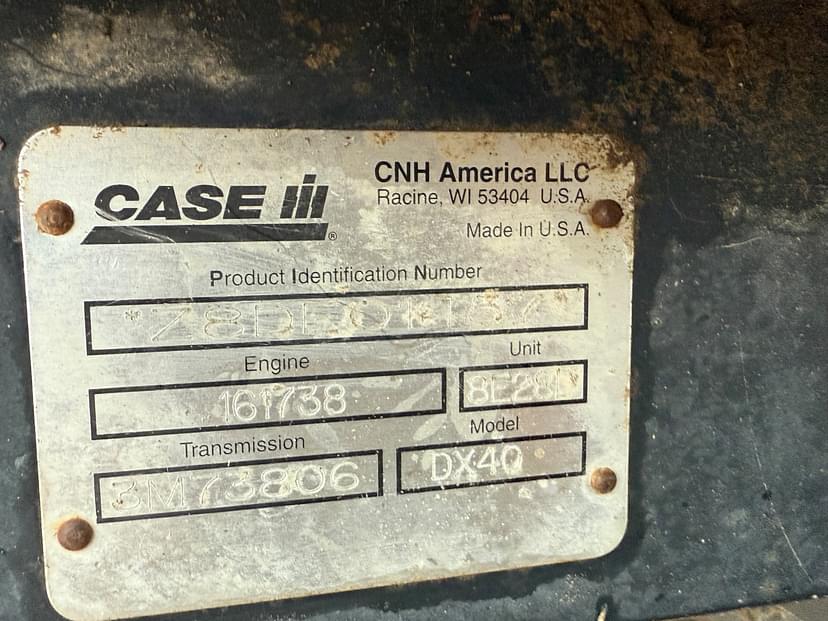 CASE III
®
CNH America LLC
Racine, WI 53404 U.S.A.
Made In U.S.A.
Product Identification Number
Engine
Unit
161738
Transmission
Model
3M73806
DX40